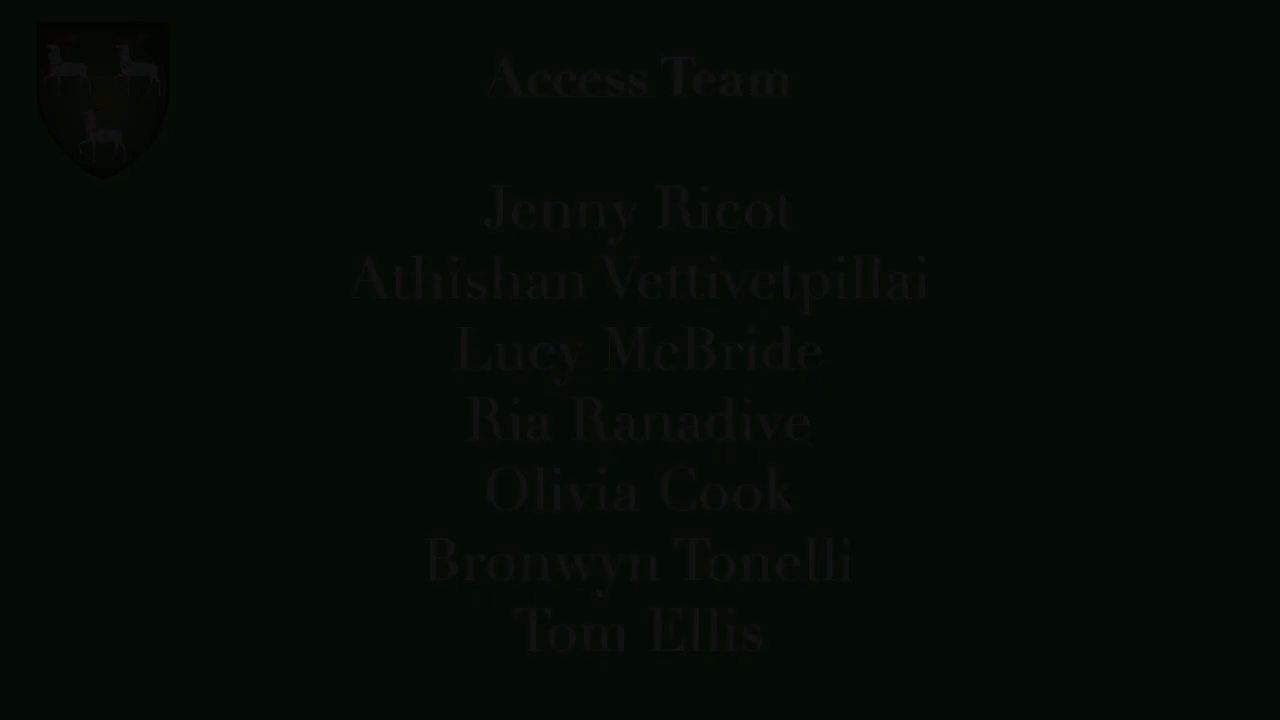 Access Team
Jenny Ricot
Athishan Vettivetpillai
Lucy McBride
Ria Ranadive
Olivia Cook
Bronwyn Tonelli
Tom Ellis